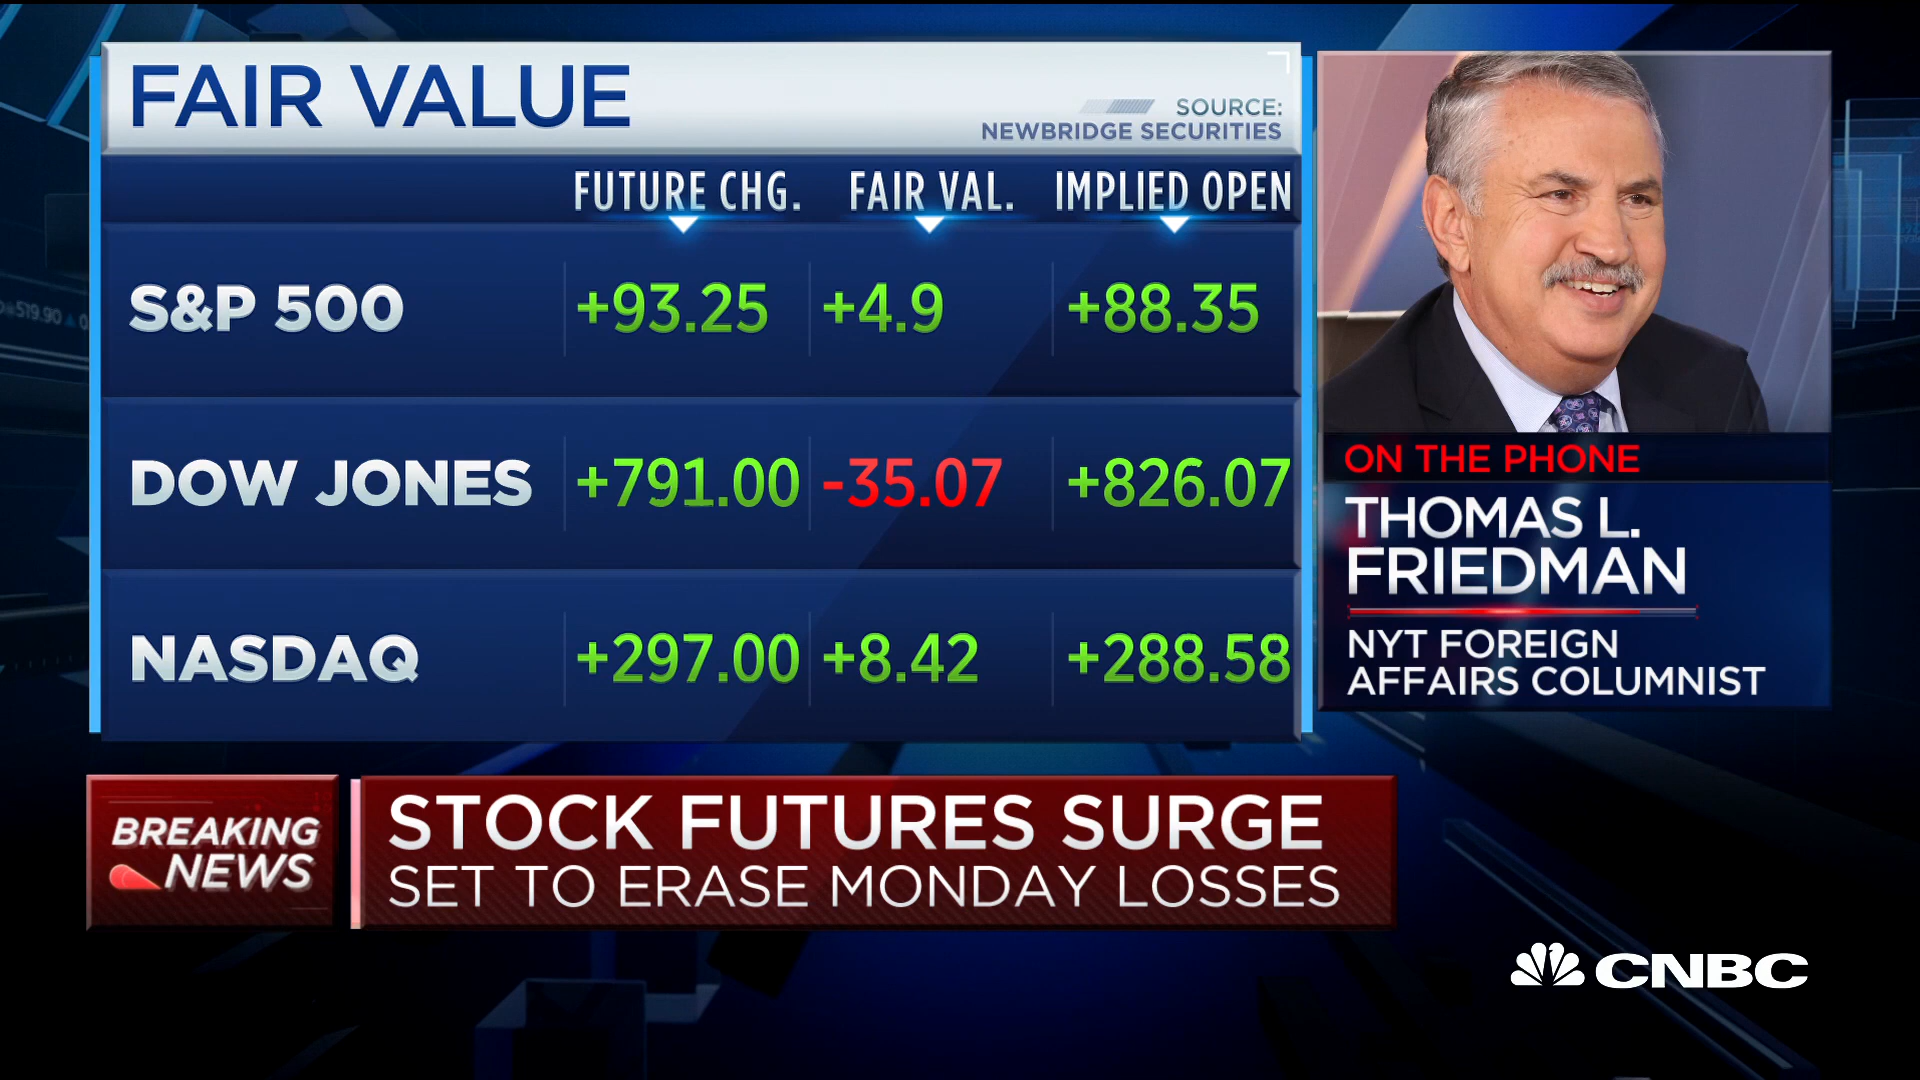 FAIR VALUE
SOURCE:
NEWBRIDGE SECURITIES
FUTURE CHG. FAIR VAL. IMPLIED OPEN
S&P 500 +93.25 +4.9 +88.35
DOW JONES +791.00 -35.07 +826.07
NASDAQ +297.00 +8.42 +288.58
ON THE PHONE
THOMAS L.
FRIEDMAN
NYT FOREIGN
AFFAIRS COLUMNIST
BREAKING
NEWS
STOCK FUTURES SURGE
SET TO ERASE MONDAY LOSSES
CNBC